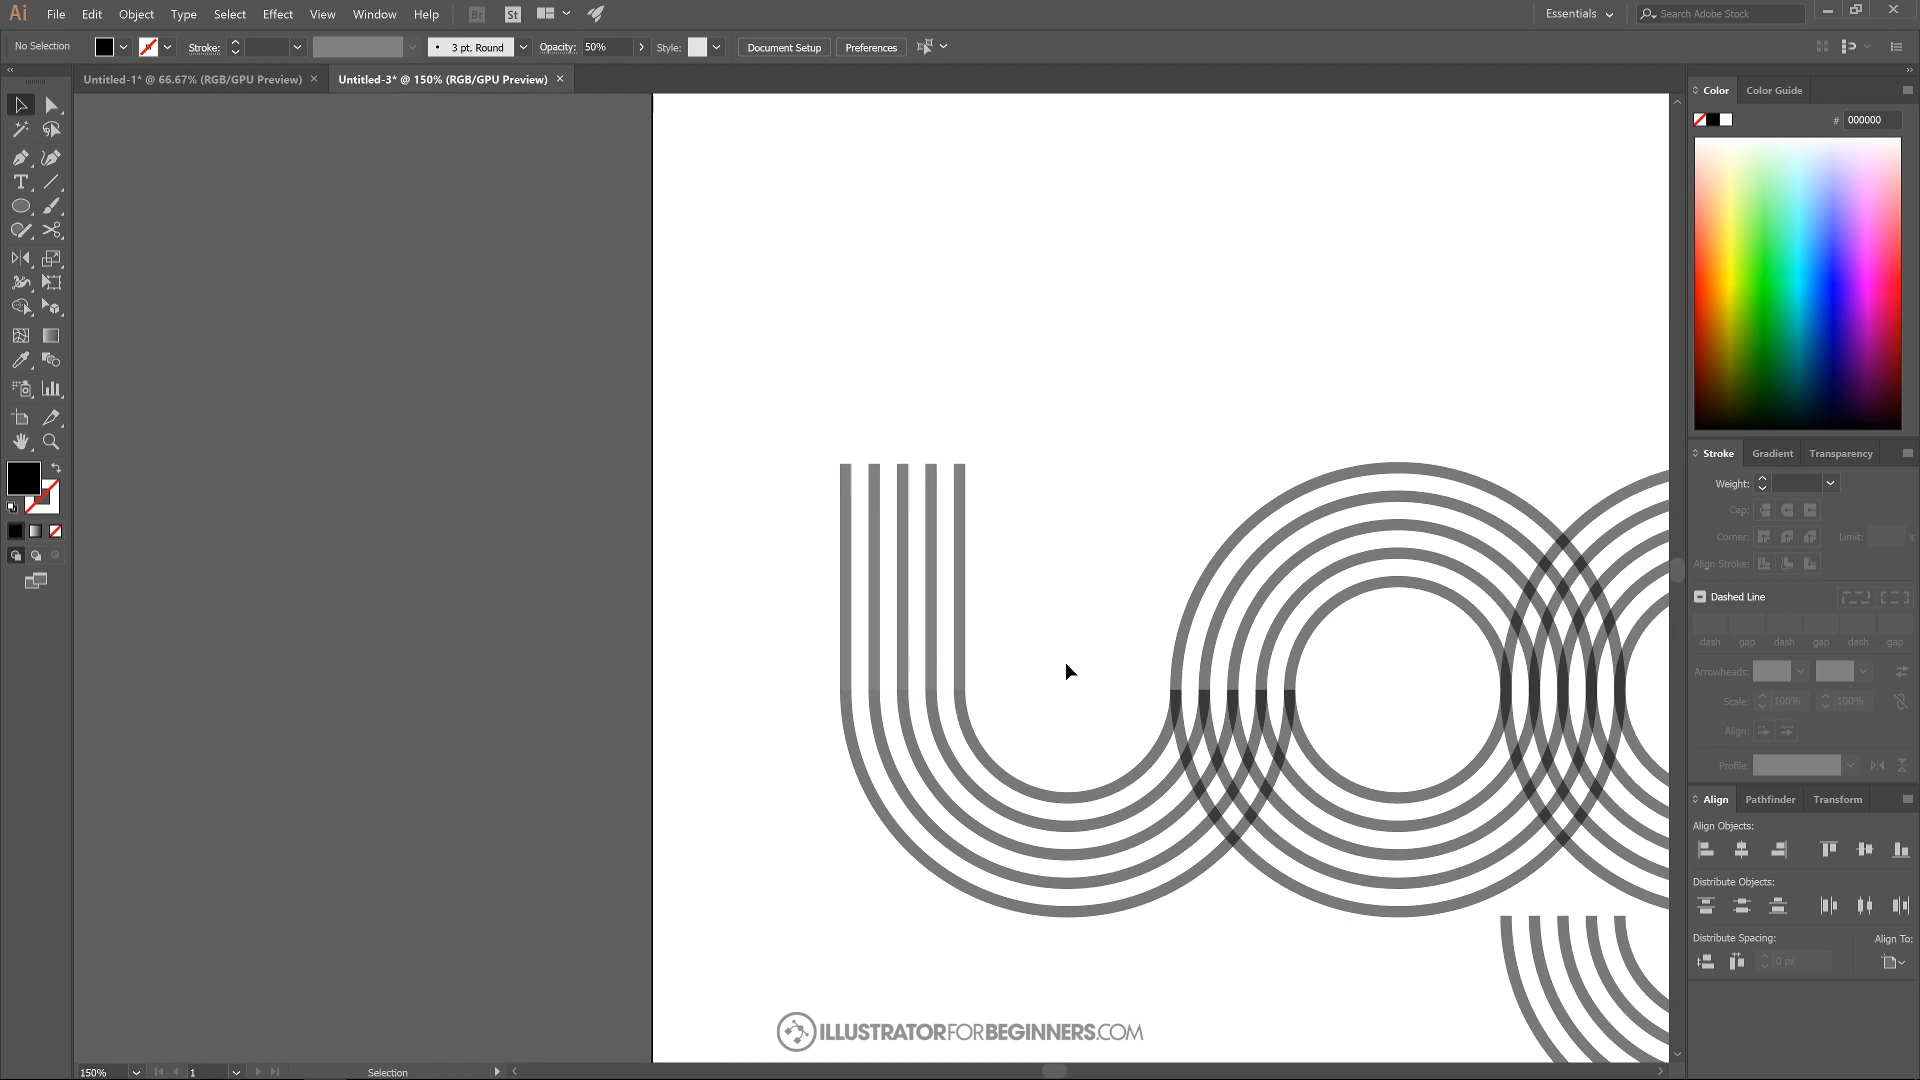 Ai File Edit Object Type Select Effect View Window Help Br St Essentials Search Adobe Stock
No Selection Stroke: 3 pt. Round Opacity: 50% Style: Document Setup Preferences
Untitled-1* @ 66.67% (RGB/GPU Preview) Untitled-3* @ 150% (RGB/GPU Preview)
Color Color Guide
# 000000
Stroke Gradient Transparency
Weight:
Cap:
Corner: Limit: x
Align Stroke:
Dashed Line
dash gap dash gap dash gap
Arrowheads:
Scale: 100% 100%
Align:
Profile:
Align Pathfinder Transform
Align Objects:
Distribute Objects:
Distribute Spacing: Align To:
0 px
ILLUSTRATORFORBEGINNERS.COM
150% 1 Selection